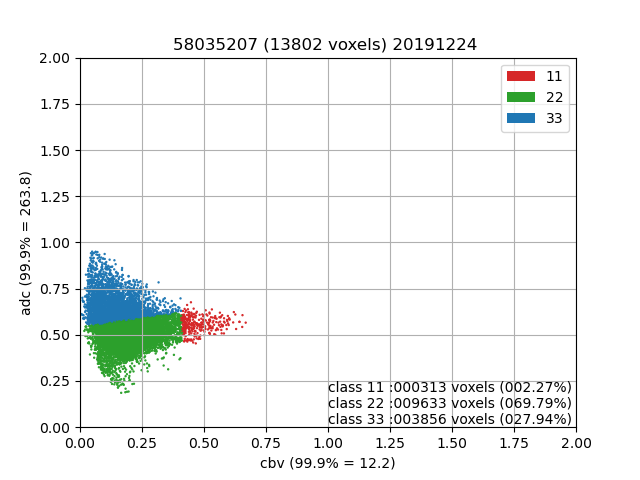 58035207 (13802 voxels) 20191224
2.00
1.75
1.50
1.25
1.00
0.75
0.50
0.25
0.00
adc (99.9% = 263.8)
11
22
33
class 11 :000313 voxels (002.27%)
class 22 :009633 voxels (069.79%)
class 33 :003856 voxels (027.94%)
0.00 0.25 0.50 0.75 1.00 1.25 1.50 1.75 2.00
cbv (99.9% = 12.2)